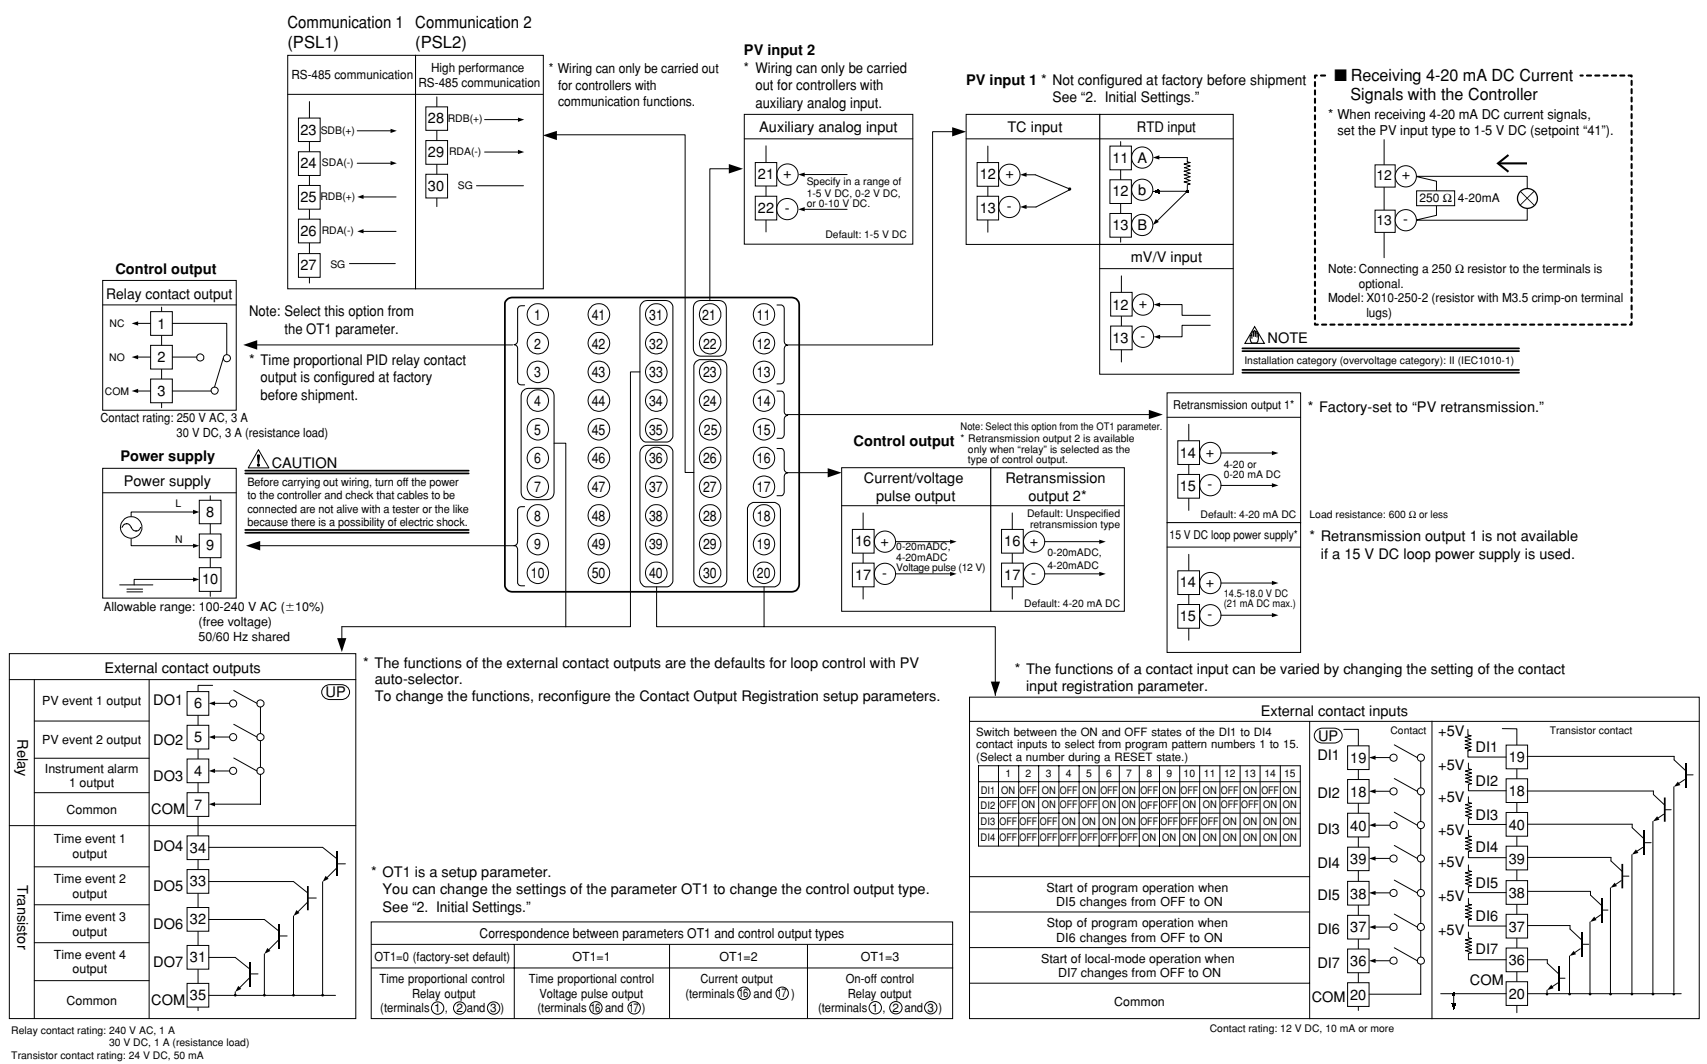 Communication 1
(PSL1)
Communication 2
(PSL2)
RS-485 communication
High performance
RS-485 communication
23 SDB(+)
24 SDA(-)
25 RDB(+)
26 RDA(-)
27 SG
28 RDB(+)
29 RDA(-)
30 SG
* Wiring can only be carried out
for controllers with
communication functions.
PV input 2
* Wiring can only be carried
out for controllers with
auxiliary analog input.
Auxiliary analog input
21 +
22 -
Specify in a range of
1-5 V DC, 0-2 V DC,
or 0-10 V DC.
Default: 1-5 V DC
PV input 1 * Not configured at factory before shipment
See “2. Initial Settings.”
TC input
12 +
13 -
RTD input
11 A
12 b
13 B
mV/V input
12 +
13 -
■ Receiving 4-20 mA DC Current
Signals with the Controller
* When receiving 4-20 mA DC current signals,
set the PV input type to 1-5 V DC (setpoint “41”).
12 +
250 Ω 4-20mA
13 -
Note: Connecting a 250 Ω resistor to the terminals is
optional.
Model: X010-250-2 (resistor with M3.5 crimp-on terminal
lugs)
NOTE
Installation category (overvoltage category): II (IEC1010-1)
Control output
Relay contact output
NC 1
NO 2
COM 3
Contact rating: 250 V AC, 3 A
30 V DC, 3 A (resistance load)
Note: Select this option from
the OT1 parameter.
* Time proportional PID relay contact
output is configured at factory
before shipment.
Power supply
Power supply
L 8
N 9
10
Allowable range: 100-240 V AC (±10%)
(free voltage)
50/60 Hz shared
CAUTION
Before carrying out wiring, turn off the power
to the controller and check that cables to be
connected are not alive with a tester or the like
because there is a possibility of electric shock.
1 41 31 21 11
2 42 32 22 12
3 43 33 23 13
4 44 34 24 14
5 45 35 25 15
6 46 36 26 16
7 47 37 27 17
8 48 38 28 18
9 49 39 29 19
10 50 40 30 20
Control output
Note: Select this option from the OT1 parameter.
* Retransmission output 2 is available
only when “relay” is selected as the
type of control output.
Current/voltage
pulse output
16 +
17 -
0-20mADC,
4-20mADC
Voltage pulse (12 V)
Retransmission
output 2*
Default: Unspecified
retransmission type
16 +
17 -
0-20mADC,
4-20mADC
Default: 4-20 mA DC
Retransmission output 1*
14 +
15 -
4-20 or
0-20 mA DC
Default: 4-20 mA DC
* Factory-set to “PV retransmission.”
Load resistance: 600 Ω or less
15 V DC loop power supply*
14 +
15 -
14.5-18.0 V DC
(21 mA DC max.)
* Retransmission output 1 is not available
if a 15 V DC loop power supply is used.
External contact outputs
Relay
PV event 1 output DO1 6
UP
PV event 2 output DO2 5
Instrument alarm
1 output
DO3 4
Common COM 7
Transistor
Time event 1
output
DO4 34
Time event 2
output
DO5 33
Time event 3
output
DO6 32
Time event 4
output
DO7 31
Common COM 35
Relay contact rating: 240 V AC, 1 A
30 V DC, 1 A (resistance load)
Transistor contact rating: 24 V DC, 50 mA
* The functions of the external contact outputs are the defaults for loop control with PV
auto-selector.
To change the functions, reconfigure the Contact Output Registration setup parameters.
* OT1 is a setup parameter.
You can change the settings of the parameter OT1 to change the control output type.
See “2. Initial Settings.”
Correspondence between parameters OT1 and control output types
OT1=0 (factory-set default) OT1=1 OT1=2 OT1=3
Time proportional control
Relay output
(terminals ①, ② and ③)
Time proportional control
Voltage pulse output
(terminals ⑯ and ⑰)
Current output
(terminals ⑯ and ⑰)
On-off control
Relay output
(terminals ①, ② and ③)
* The functions of a contact input can be varied by changing the setting of the contact
input registration parameter.
External contact inputs
Switch between the ON and OFF states of the DI1 to DI4
contact inputs to select from program pattern numbers 1 to 15.
(Select a number during a RESET state.)
1 2 3 4 5 6 7 8 9 10 11 12 13 14 15
DI1 ON OFF ON OFF ON OFF ON OFF ON OFF ON OFF ON OFF ON
DI2 OFF ON ON OFF OFF ON ON OFF OFF ON ON OFF OFF ON ON
DI3 OFF OFF OFF ON ON ON ON OFF OFF OFF OFF ON ON ON ON
DI4 OFF OFF OFF OFF OFF OFF OFF ON ON ON ON ON ON ON ON
Start of program operation when
DI5 changes from OFF to ON
Stop of program operation when
DI6 changes from OFF to ON
Start of local-mode operation when
DI7 changes from OFF to ON
Common
UP Contact
DI1 19
DI2 18
DI3 40
DI4 39
DI5 38
DI6 37
DI7 36
COM 20
Transistor contact
+5V DI1 19
+5V DI2 18
+5V DI3 40
+5V DI4 39
+5V DI5 38
+5V DI6 37
+5V DI7 36
COM 20
Contact rating: 12 V DC, 10 mA or more